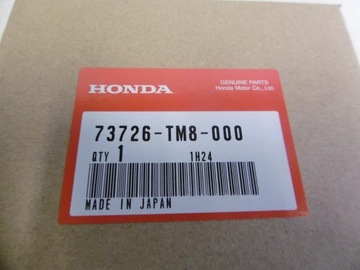 HONDA
GENUINE PARTS
Honda Motor Co., Ltd.
73726-TM8-000
QTY 1 1H24
MADE IN JAPAN